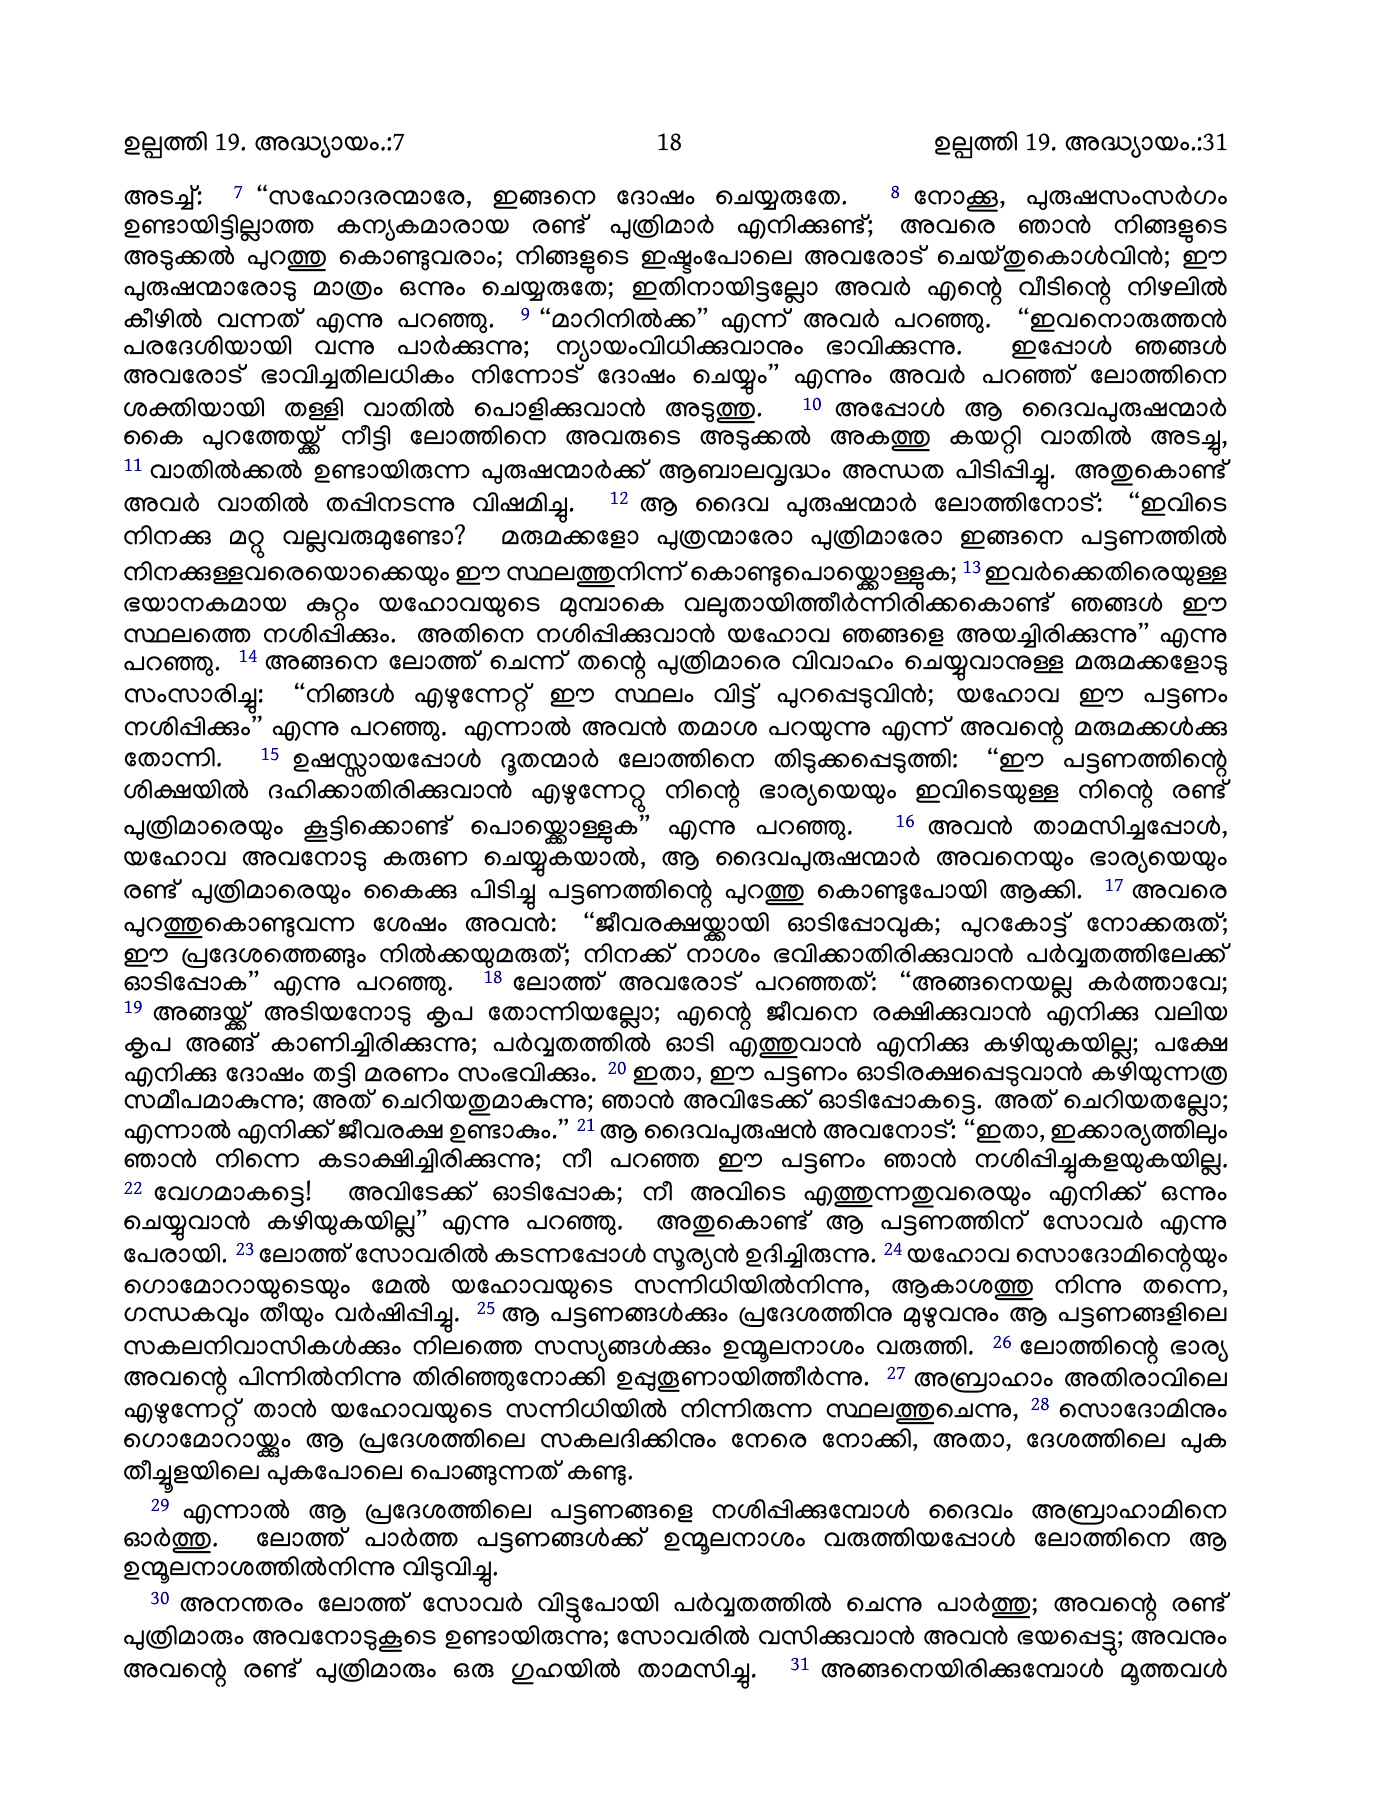 ഉല്പത്തി 19. അദ്ധ്യായം.:7 18 ഉല്പത്തി 19. അദ്ധ്യായം.:31
അടച്ച്: 7 “സഹോദരന്മാരേ, ഇങ്ങനെ ദോഷം ചെയ്യരുതേ. 8 നോക്കൂ, പുരുഷസംസർഗം
ഉണ്ടായിട്ടില്ലാത്ത കന്യകമാരായ രണ്ട് പുത്രിമാർ എനിക്കുണ്ട്; അവരെ ഞാൻ നിങ്ങളുടെ
അടുക്കൽ പുറത്തു കൊണ്ടുവരാം; നിങ്ങളുടെ ഇഷ്ടംപോലെ അവരോട് ചെയ്തുകൊൾവിൻ; ഈ
പുരുഷന്മാരോടു മാത്രം ഒന്നും ചെയ്യരുതേ; ഇതിനായിട്ടല്ലോ അവർ എന്റെ വീടിന്റെ നിഴലിൽ
കീഴിൽ വന്നത് എന്നു പറഞ്ഞു. 9 “മാറിനിൽക്ക” എന്ന് അവർ പറഞ്ഞു. “ഇവനൊരുത്തൻ
പരദേശിയായി വന്നു പാർക്കുന്നു; ന്യായംവിധിക്കുവാനും ഭാവിക്കുന്നു. ഇപ്പോൾ ഞങ്ങൾ
അവരോട് ഭാവിച്ചതിലധികം നിന്നോട് ദോഷം ചെയ്യും” എന്നും അവർ പറഞ്ഞ് ലോത്തിനെ
ശക്തിയായി തള്ളി വാതിൽ പൊളിക്കുവാൻ അടുത്തു. 10 അപ്പോൾ ആ ദൈവപുരുഷന്മാർ
കൈ പുറത്തേയ്ക്ക് നീട്ടി ലോത്തിനെ അവരുടെ അടുക്കൽ അകത്തു കയറ്റി വാതിൽ അടച്ചു,
11 വാതിൽക്കൽ ഉണ്ടായിരുന്ന പുരുഷന്മാർക്ക് ആബാലവൃദ്ധം അന്ധത പിടിപ്പിച്ചു. അതുകൊണ്ട്
അവർ വാതിൽ തപ്പിനടന്നു വിഷമിച്ചു. 12 ആ ദൈവ പുരുഷന്മാർ ലോത്തിനോട്: “ഇവിടെ
നിനക്കു മറ്റു വല്ലവരുമുണ്ടോ? മരുമക്കളോ പുത്രന്മാരോ പുത്രിമാരോ ഇങ്ങനെ പട്ടണത്തിൽ
നിനക്കുള്ളവരെയൊക്കെയും ഈ സ്ഥലത്തുനിന്ന് കൊണ്ടുപൊയ്ക്കൊള്ളുക; 13 ഇവർക്കെതിരെയുള്ള
ഭയാനകമായ കുറ്റം യഹോവയുടെ മുമ്പാകെ വലുതായിത്തീർന്നിരിക്കകൊണ്ട് ഞങ്ങൾ ഈ
സ്ഥലത്തെ നശിപ്പിക്കും. അതിനെ നശിപ്പിക്കുവാൻ യഹോവ ഞങ്ങളെ അയച്ചിരിക്കുന്നു” എന്നു
പറഞ്ഞു. 14 അങ്ങനെ ലോത്ത് ചെന്ന് തന്റെ പുത്രിമാരെ വിവാഹം ചെയ്യുവാനുള്ള മരുമക്കളോടു
സംസാരിച്ചു: “നിങ്ങൾ എഴുന്നേറ്റ് ഈ സ്ഥലം വിട്ട് പുറപ്പെടുവിൻ; യഹോവ ഈ പട്ടണം
നശിപ്പിക്കും” എന്നു പറഞ്ഞു. എന്നാൽ അവൻ തമാശ പറയുന്നു എന്ന് അവന്റെ മരുമക്കൾക്കു
തോന്നി. 15 ഉഷസ്സായപ്പോൾ ദൂതന്മാർ ലോത്തിനെ തിടുക്കപ്പെടുത്തി: “ഈ പട്ടണത്തിന്റെ
ശിക്ഷയിൽ ദഹിക്കാതിരിക്കുവാൻ എഴുന്നേറ്റു നിന്റെ ഭാര്യയെയും ഇവിടെയുള്ള നിന്റെ രണ്ട്
പുത്രിമാരെയും കൂട്ടിക്കൊണ്ട് പൊയ്ക്കൊള്ളുക” എന്നു പറഞ്ഞു. 16 അവൻ താമസിച്ചപ്പോൾ,
യഹോവ അവനോടു കരുണ ചെയ്യുകയാൽ, ആ ദൈവപുരുഷന്മാർ അവനെയും ഭാര്യയെയും
രണ്ട് പുത്രിമാരെയും കൈക്കു പിടിച്ചു പട്ടണത്തിന്റെ പുറത്തു കൊണ്ടുപോയി ആക്കി. 17 അവരെ
പുറത്തുകൊണ്ടുവന്ന ശേഷം അവൻ: “ജീവരക്ഷയ്ക്കായി ഓടിപ്പോവുക; പുറകോട്ട് നോക്കരുത്;
ഈ പ്രദേശത്തെങ്ങും നിൽക്കയുമരുത്; നിനക്ക് നാശം ഭവിക്കാതിരിക്കുവാൻ പർവ്വതത്തിലേക്ക്
ഓടിപ്പോക” എന്നു പറഞ്ഞു. 18 ലോത്ത് അവരോട് പറഞ്ഞത്: “അങ്ങനെയല്ല കർത്താവേ;
19 അങ്ങയ്ക്ക് അടിയനോടു കൃപ തോന്നിയല്ലോ; എന്റെ ജീവനെ രക്ഷിക്കുവാൻ എനിക്കു വലിയ
കൃപ അങ്ങ് കാണിച്ചിരിക്കുന്നു; പർവ്വതത്തിൽ ഓടി എത്തുവാൻ എനിക്കു കഴിയുകയില്ല; പക്ഷേ
എനിക്കു ദോഷം തട്ടി മരണം സംഭവിക്കും. 20 ഇതാ, ഈ പട്ടണം ഓടിരക്ഷപ്പെടുവാൻ കഴിയുന്നത്ര
സമീപമാകുന്നു; അത് ചെറിയതുമാകുന്നു; ഞാൻ അവിടേക്ക് ഓടിപ്പോകട്ടെ. അത് ചെറിയതല്ലോ;
എന്നാൽ എനിക്ക് ജീവരക്ഷ ഉണ്ടാകും.” 21 ആ ദൈവപുരുഷൻ അവനോട്: “ഇതാ, ഇക്കാര്യത്തിലും
ഞാൻ നിന്നെ കടാക്ഷിച്ചിരിക്കുന്നു; നീ പറഞ്ഞ ഈ പട്ടണം ഞാൻ നശിപ്പിച്ചുകളയുകയില്ല.
22 വേഗമാകട്ടെ! അവിടേക്ക് ഓടിപ്പോക; നീ അവിടെ എത്തുന്നതുവരെയും എനിക്ക് ഒന്നും
ചെയ്യുവാൻ കഴിയുകയില്ല” എന്നു പറഞ്ഞു. അതുകൊണ്ട് ആ പട്ടണത്തിന് സോവർ എന്നു
പേരായി. 23 ലോത്ത് സോവരിൽ കടന്നപ്പോൾ സൂര്യൻ ഉദിച്ചിരുന്നു. 24 യഹോവ സൊദോമിന്റെയും
ഗൊമോറായുടെയും മേൽ യഹോവയുടെ സന്നിധിയിൽനിന്നു, ആകാശത്തു നിന്നു തന്നെ,
ഗന്ധകവും തീയും വർഷിപ്പിച്ചു. 25 ആ പട്ടണങ്ങൾക്കും പ്രദേശത്തിനു മുഴുവനും ആ പട്ടണങ്ങളിലെ
സകലനിവാസികൾക്കും നിലത്തെ സസ്യങ്ങൾക്കും ഉന്മൂലനാശം വരുത്തി. 26 ലോത്തിന്റെ ഭാര്യ
അവന്റെ പിന്നിൽനിന്നു തിരിഞ്ഞുനോക്കി ഉപ്പുതൂണായിത്തീർന്നു. 27 അബ്രാഹാം അതിരാവിലെ
എഴുന്നേറ്റ് താൻ യഹോവയുടെ സന്നിധിയിൽ നിന്നിരുന്ന സ്ഥലത്തുചെന്നു, 28 സൊദോമിനും
ഗൊമോറായ്ക്കും ആ പ്രദേശത്തിലെ സകലദിക്കിനും നേരെ നോക്കി, അതാ, ദേശത്തിലെ പുക
തീച്ചൂളയിലെ പുകപോലെ പൊങ്ങുന്നത് കണ്ടു.
29 എന്നാൽ ആ പ്രദേശത്തിലെ പട്ടണങ്ങളെ നശിപ്പിക്കുമ്പോൾ ദൈവം അബ്രാഹാമിനെ
ഓർത്തു. ലോത്ത് പാർത്ത പട്ടണങ്ങൾക്ക് ഉന്മൂലനാശം വരുത്തിയപ്പോൾ ലോത്തിനെ ആ
ഉന്മൂലനാശത്തിൽനിന്നു വിടുവിച്ചു.
30 അനന്തരം ലോത്ത് സോവർ വിട്ടുപോയി പർവ്വതത്തിൽ ചെന്നു പാർത്തു; അവന്റെ രണ്ട്
പുത്രിമാരും അവനോടുകൂടെ ഉണ്ടായിരുന്നു; സോവരിൽ വസിക്കുവാൻ അവൻ ഭയപ്പെട്ടു; അവനും
അവന്റെ രണ്ട് പുത്രിമാരും ഒരു ഗുഹയിൽ താമസിച്ചു. 31 അങ്ങനെയിരിക്കുമ്പോൾ മൂത്തവൾ